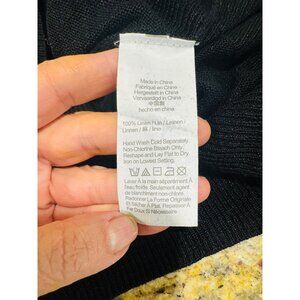 Made in China
Fabriqué en Chine
Hergestellt in China
Vervaardigd in China
中国制
hecho en china
100% Linen / Lin / Leinen /
Linnen / 麻 / lino
Hand Wash Cold Separately
Non-Chlorine Bleach Only
Reshape and Lay Flat to Dry
Iron on Lowest Setting.
Laver À la main séparément À
l'eau froide. Seulement agent
de blanchiment non-chloré.
Redonner La Forme Originale
Et Sécher À Plat. Repasser À
Fer Doux Si Nécessaire